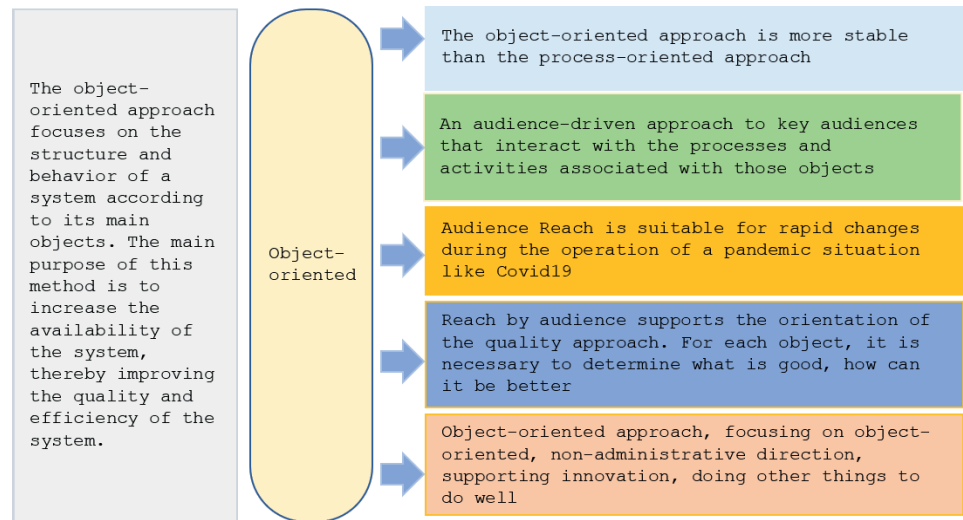 The object-
oriented approach
focuses on the
structure and
behavior of a
system according
to its main
objects. The main
purpose of this
method is to
increase the
availability of
the system,
thereby improving
the quality and
efficiency of the
system.
Object-
oriented
The object-oriented approach is more stable
than the process-oriented approach
An audience-driven approach to key audiences
that interact with the processes and
activities associated with those objects
Audience Reach is suitable for rapid changes
during the operation of a pandemic situation
like Covid19
Reach by audience supports the orientation of
the quality approach. For each object, it is
necessary to determine what is good, how can
it be better
Object-oriented approach, focusing on object-
oriented, non-administrative direction,
supporting innovation, doing other things to
do well